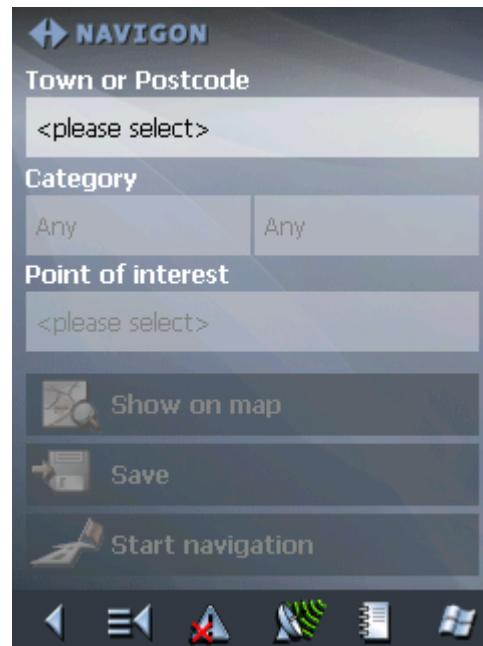 NAVIGON
Town or Postcode
<please select>
Category
Any Any
Point of interest
<please select>
Show on map
Save
Start navigation